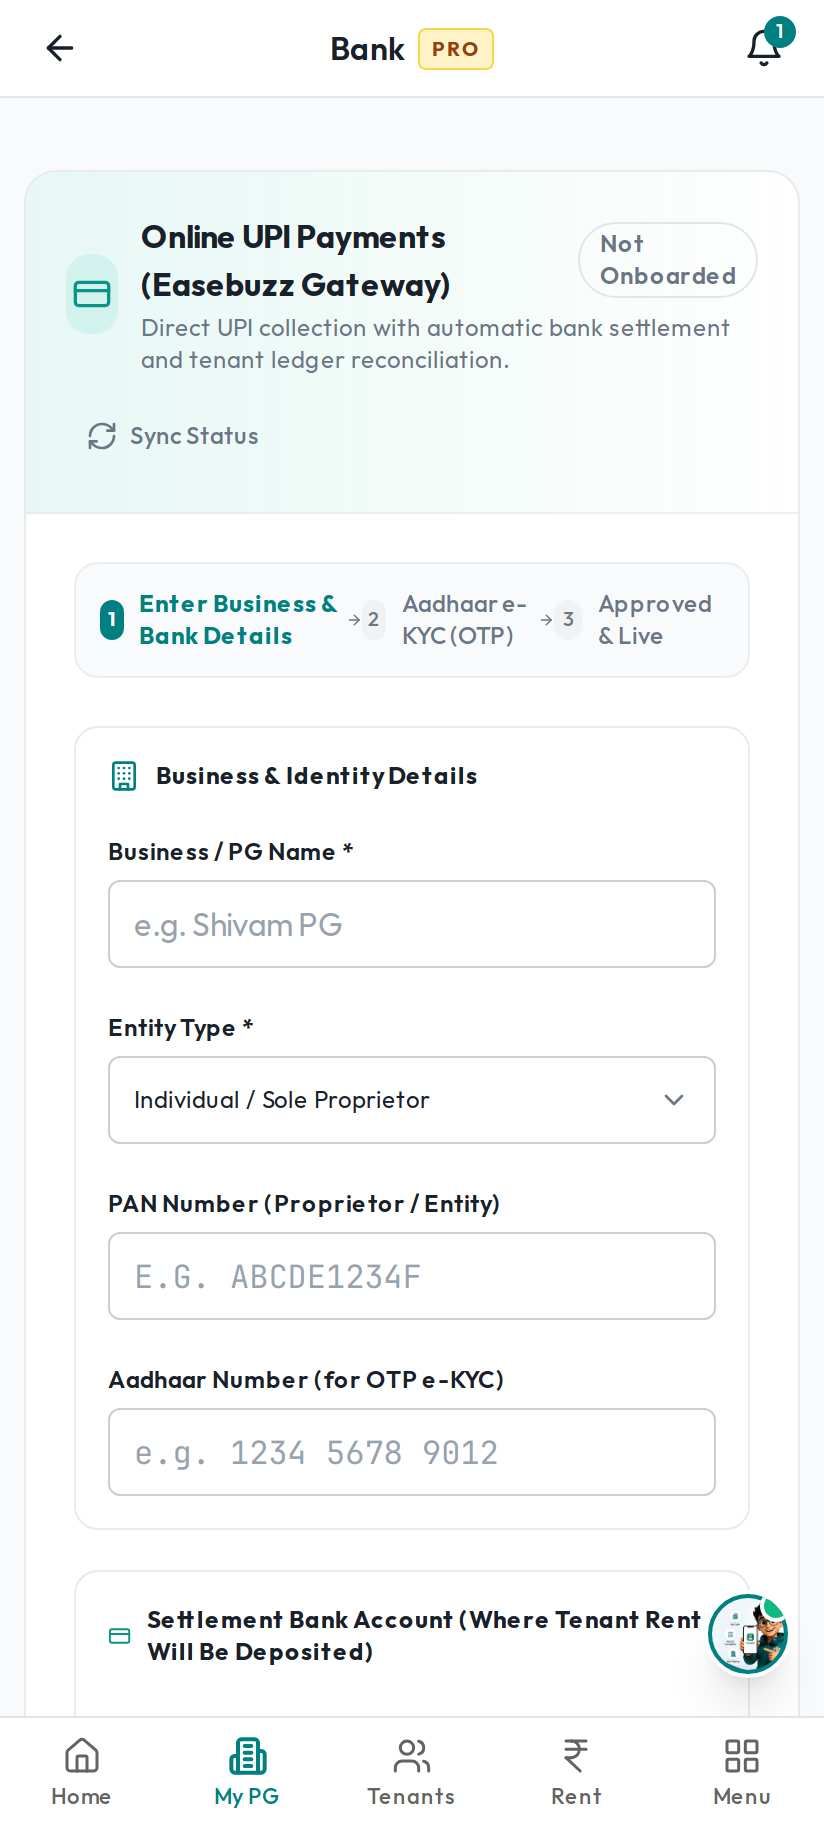 Bank PRO
1
Online UPI Payments
(Easebuzz Gateway)
Not
Onboarded
Direct UPI collection with automatic bank settlement
and tenant ledger reconciliation.
Sync Status
1 Enter Business &
Bank Details
→ 2 Aadhaar e-
KYC (OTP)
→ 3 Approved
& Live
Business & Identity Details
Business / PG Name *
e.g. Shivam PG
Entity Type *
Individual / Sole Proprietor
PAN Number (Proprietor / Entity)
E.G. ABCDE1234F
Aadhaar Number (for OTP e-KYC)
e.g. 1234 5678 9012
Settlement Bank Account (Where Tenant Rent
Will Be Deposited)
Home
My PG
Tenants
Rent
Menu